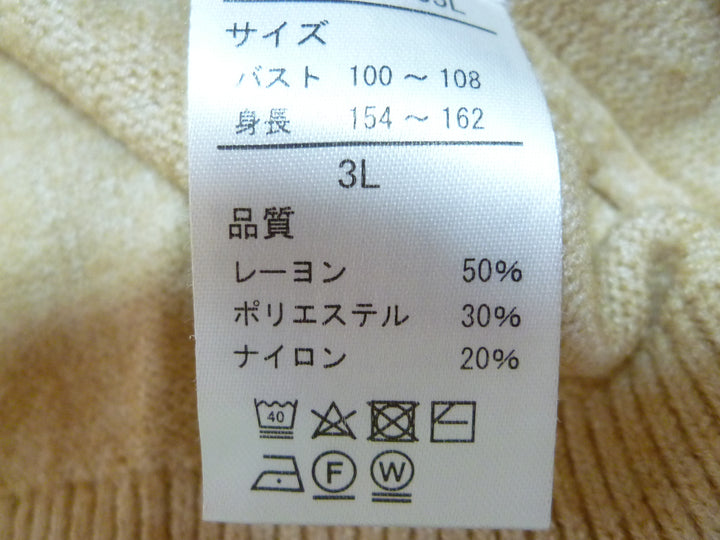 サイズ
バスト 100 ～ 108
身長 154 ～ 162
3L
品質
レーヨン 50%
ポリエステル 30%
ナイロン 20%
40
F W